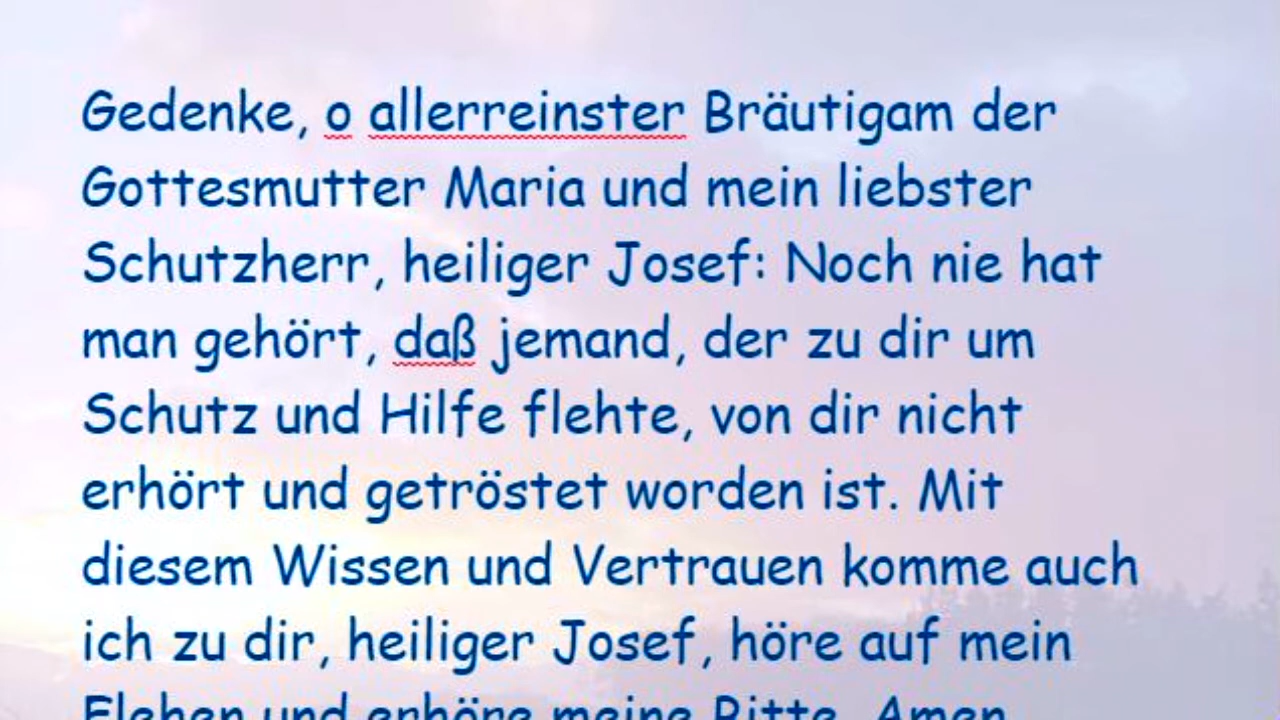 Gedenke, o allerreinster Bräutigam der
Gottesmutter Maria und mein liebster
Schutzherr, heiliger Josef: Noch nie hat
man gehört, daß jemand, der zu dir um
Schutz und Hilfe flehte, von dir nicht
erhört und getröstet worden ist. Mit
diesem Wissen und Vertrauen komme auch
ich zu dir, heiliger Josef, höre auf mein
Flehen und erhöre meine Bitte. Amen